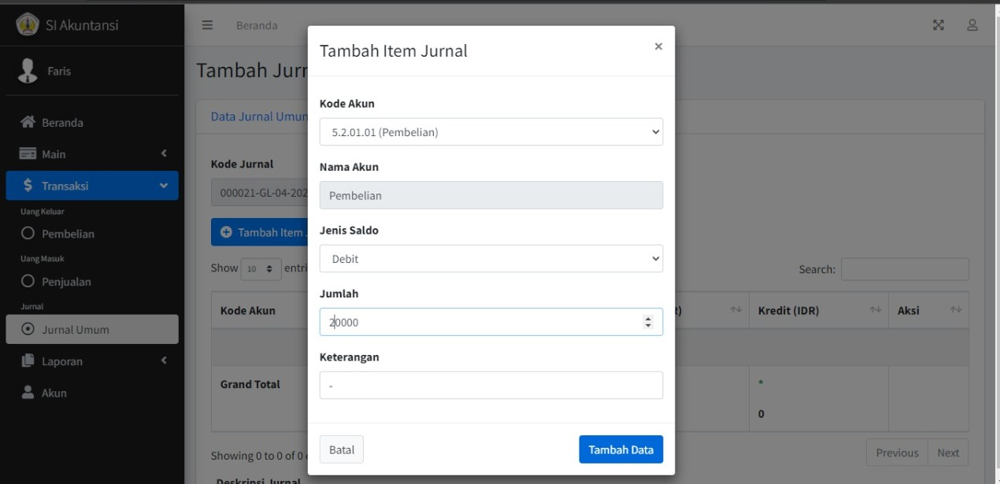 SI Akuntansi
Faris
Beranda
Main
Transaksi
Uang Keluar
Pembelian
Uang Masuk
Penjualan
Jurnal
Jurnal Umum
Laporan
Akun
Beranda
Tambah Jurn
Data Jurnal Umum
Kode Jurnal
000021-GL-04-202
Tambah Item
Show 10 entri
Search:
Kode Akun
Kredit (IDR)
Aksi
Grand Total
*
0
Showing 0 to 0 of 0
Previous
Next
Deskripsi Jurnal
Tambah Item Jurnal
×
Kode Akun
5.2.01.01 (Pembelian)
Nama Akun
Pembelian
Jenis Saldo
Debit
Jumlah
20000
Keterangan
-
Batal
Tambah Data